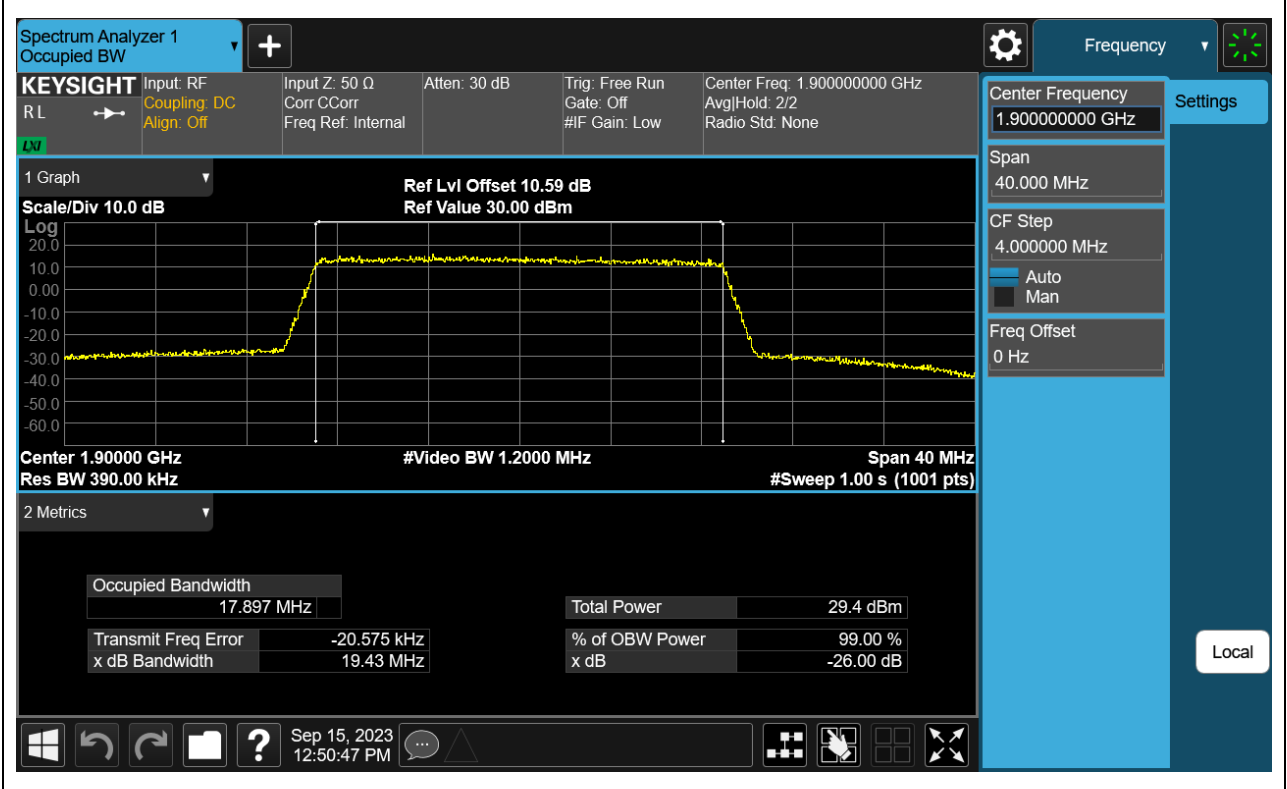 Spectrum Analyzer 1
Occupied BW
Frequency
KEYSIGHT
R L
LXI
Input: RF
Coupling: DC
Align: Off
Input Z: 50 Ω
Corr CCorr
Freq Ref: Internal
Atten: 30 dB
Trig: Free Run
Gate: Off
#IF Gain: Low
Center Freq: 1.900000000 GHz
Avg|Hold: 2/2
Radio Std: None
Center Frequency
1.900000000 GHz
Settings
Span
40.000 MHz
CF Step
4.000000 MHz
Auto
Man
Freq Offset
0 Hz
1 Graph
Ref Lvl Offset 10.59 dB
Scale/Div 10.0 dB
Ref Value 30.00 dBm
Log
20.0
10.0
0.00
-10.0
-20.0
-30.0
-40.0
-50.0
-60.0
Center 1.90000 GHz
#Video BW 1.2000 MHz
Span 40 MHz
Res BW 390.00 kHz
#Sweep 1.00 s (1001 pts)
2 Metrics
Occupied Bandwidth
17.897 MHz
Total Power 29.4 dBm
Transmit Freq Error -20.575 kHz
% of OBW Power 99.00 %
x dB Bandwidth 19.43 MHz
x dB -26.00 dB
Local
?
Sep 15, 2023
12:50:47 PM